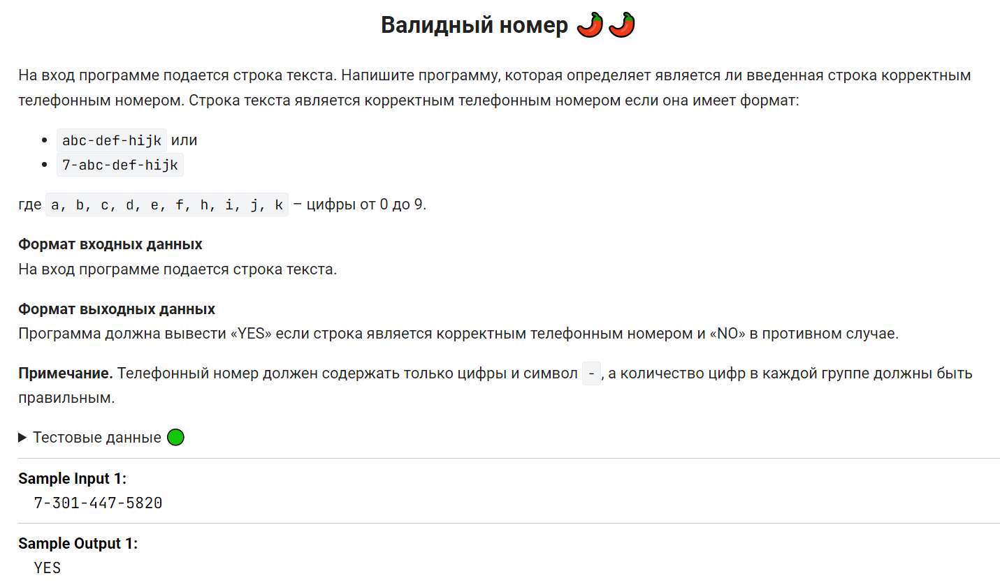 Валидный номер 🌶️🌶️
На вход программе подается строка текста. Напишите программу, которая определяет является ли введенная строка корректным
телефонным номером. Строка текста является корректным телефонным номером если она имеет формат:
• abc-def-hijk или
• 7-abc-def-hijk
где a, b, c, d, e, f, h, i, j, k – цифры от 0 до 9.
Формат входных данных
На вход программе подается строка текста.
Формат выходных данных
Программа должна вывести «YES» если строка является корректным телефонным номером и «NO» в противном случае.
Примечание. Телефонный номер должен содержать только цифры и символ -, а количество цифр в каждой группе должны быть
правильным.
▶ Тестовые данные 🟢
Sample Input 1:
7-301-447-5820
Sample Output 1:
YES